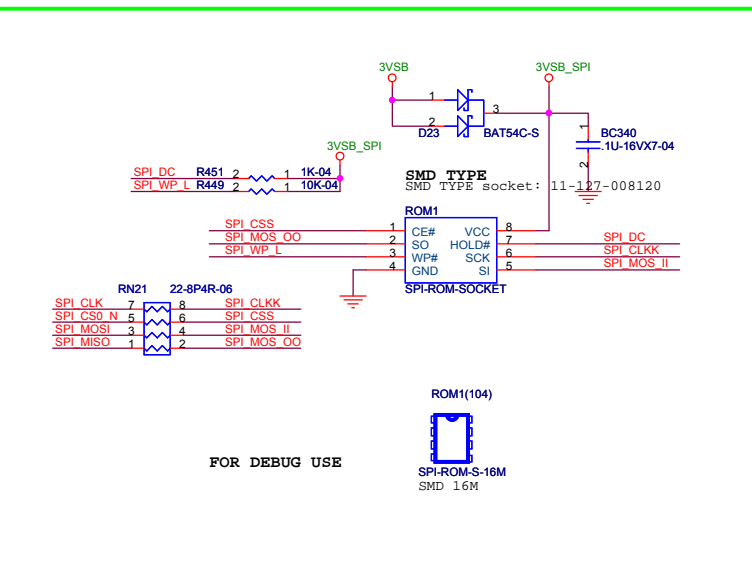 3VSB
3VSB_SPI
1
2
3
D23
BAT54C-S
1
BC340
.1U-16VX7-04
2
3VSB_SPI
SPI_DC R451 2 1 1K-04
SPI_WP_L R449 2 1 10K-04
SMD TYPE
SMD TYPE socket: 11-127-008120
ROM1
SPI_CSS 1 CE# VCC 8
SPI_MOS_OO 2 SO HOLD# 7 SPI_DC
SPI_WP_L 3 WP# SCK 6 SPI_CLKK
4 GND SI 5 SPI_MOS_II
SPI-ROM-SOCKET
RN21 22-8P4R-06
SPI_CLK 7 8 SPI_CLKK
SPI_CS0_N 5 6 SPI_CSS
SPI_MOSI 3 4 SPI_MOS_II
SPI_MISO 1 2 SPI_MOS_OO
ROM1(104)
FOR DEBUG USE
SPI-ROM-S-16M
SMD 16M